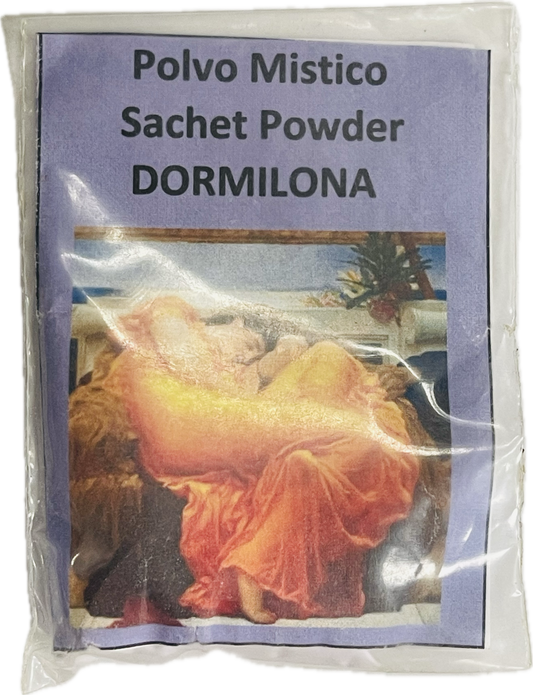 Polvo Mistico
Sachet Powder
DORMILONA